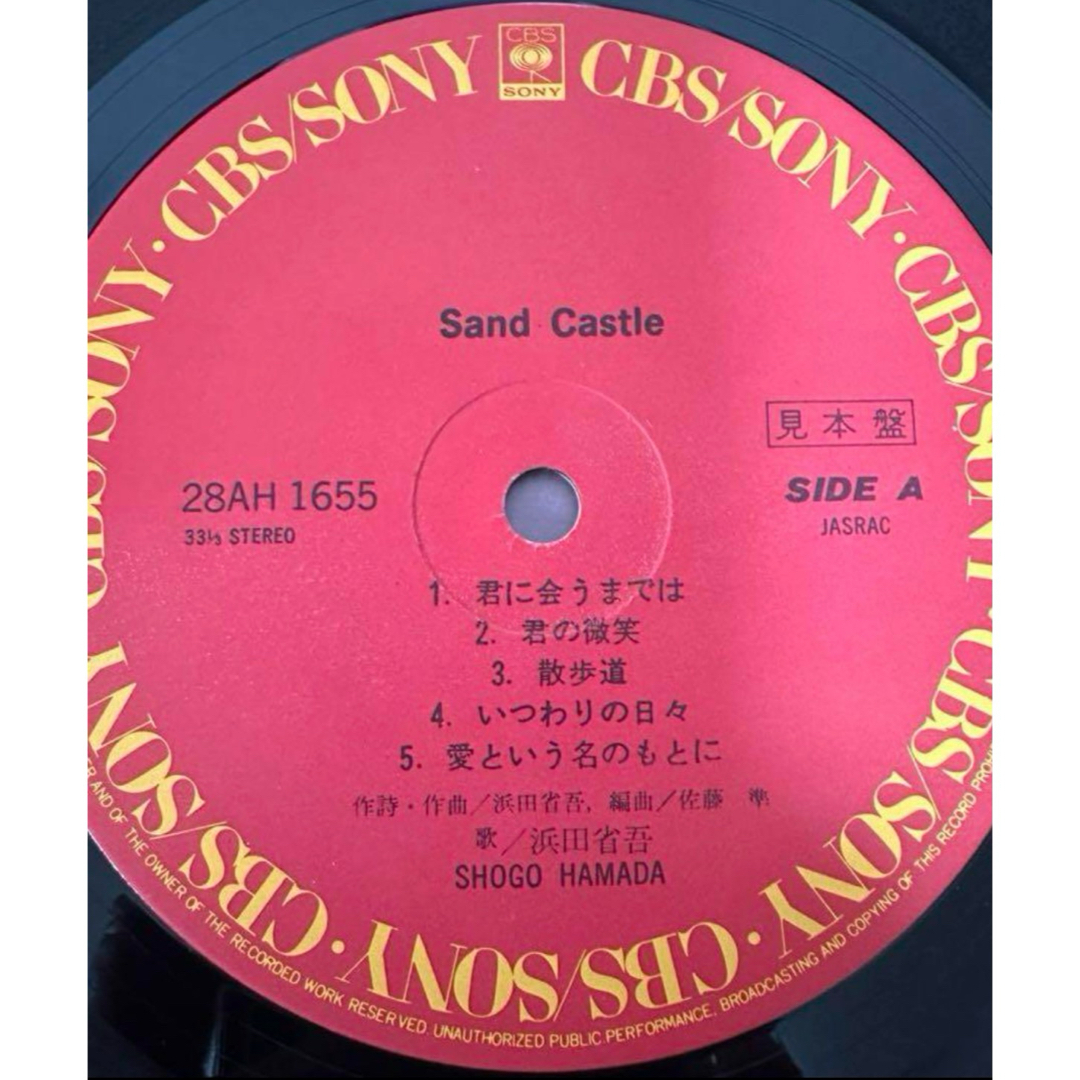 CBS
SONY
CBS/SONY · CBS/SONY · CBS/SONY · CBS/SONY · CBS/SONY · CBS/SONY · CBS/SONY · CBS/SONY
Sand Castle
見本盤
28AH 1655
SIDE A
33⅓ STEREO
JASRAC
1. 君に会うまでは
2. 君の微笑
3. 散歩道
4. いつわりの日々
5. 愛という名のもとに
作詩・作曲/浜田省吾, 編曲/佐藤 準
歌/浜田省吾
SHOGO HAMADA
AND OF THE OWNER OF THE RECORDED WORK RESERVED. UNAUTHORIZED PUBLIC PERFORMANCE, BROADCASTING AND COPYING OF THIS RECORD